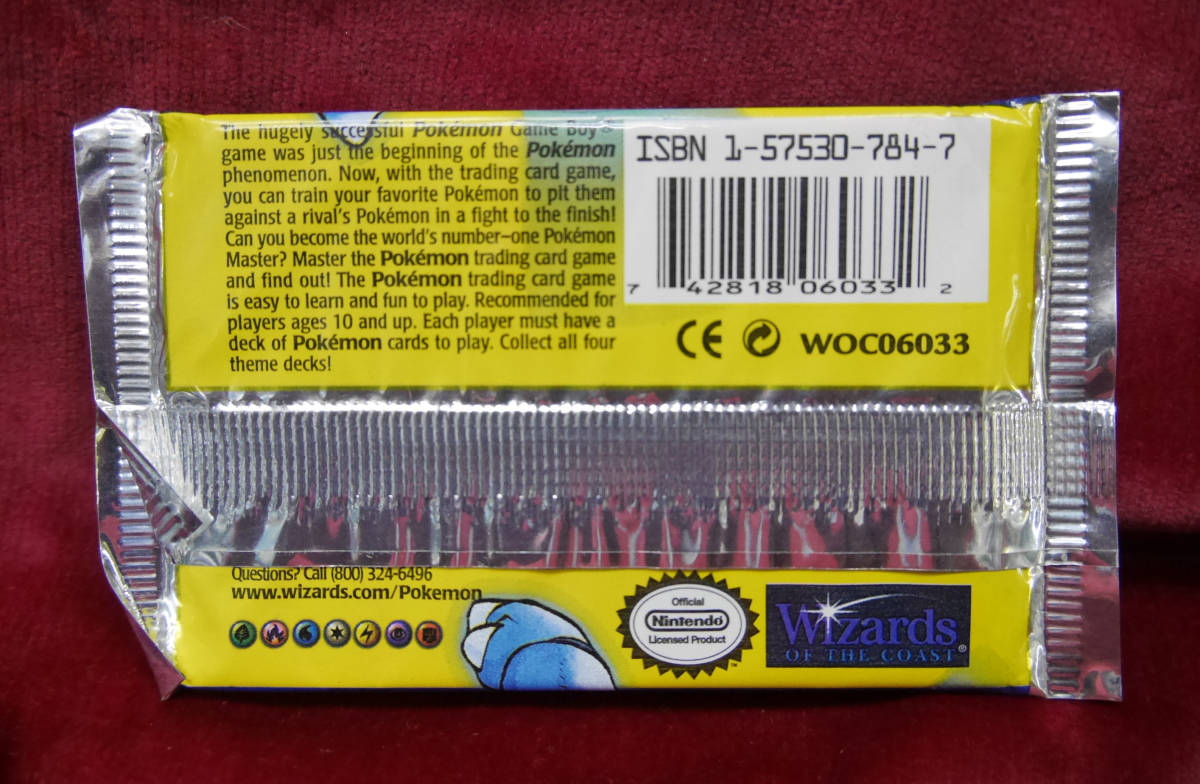 The hugely successful Pokémon Game Boy®
game was just the beginning of the Pokémon
phenomenon. Now, with the trading card game,
you can train your favorite Pokémon to pit them
against a rival's Pokémon in a fight to the finish!
Can you become the world's number–one Pokémon
Master? Master the Pokémon trading card game
and find out! The Pokémon trading card game
is easy to learn and fun to play. Recommended for
players ages 10 and up. Each player must have a
deck of Pokémon cards to play. Collect all four
theme decks!
ISBN 1-57530-784-7
7 42818 06033 2
CE WOC06033
Questions? Call (800) 324-6496
www.wizards.com/Pokemon
Official
Nintendo
Licensed Product
™
Wizards
OF THE COAST®